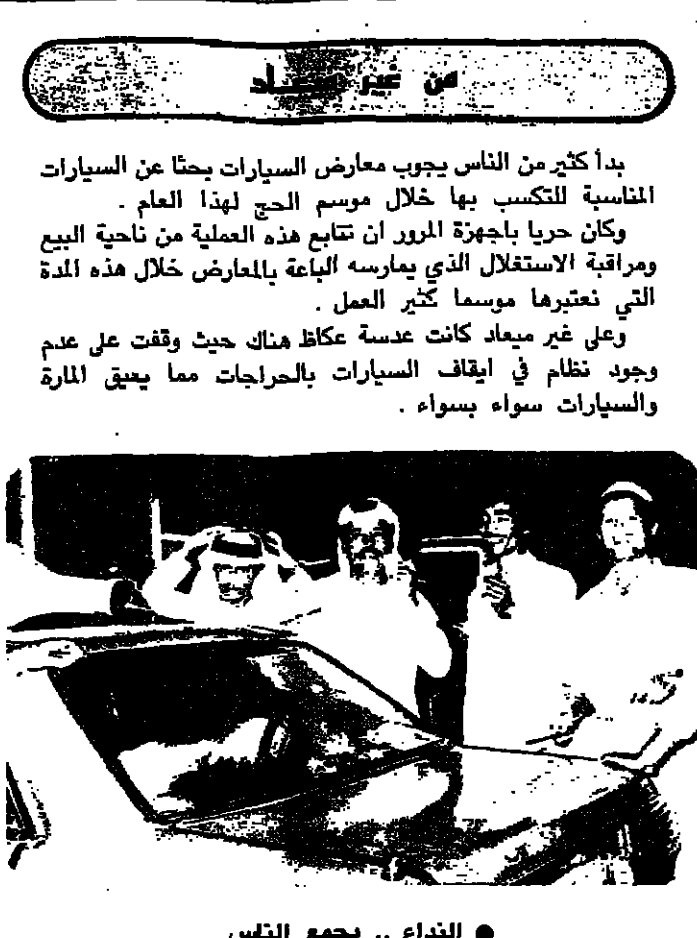 من غير ميعـاد
بدأ كثير من الناس يجوب معارض السيارات بحثا عن السيارات
المناسبة للتكسب بها خلال موسم الحج لهذا العام .
وكان حريا باجهزة المرور ان تتابع هذه العملية من ناحية البيع
ومراقبة الاستغلال الذي يمارسه الباعة بالمعارض خلال هذه المدة
التي نعتبرها موسما كثير العمل .
وعلى غير ميعاد كانت عدسة عكاظ هناك حيث وقفت على عدم
وجود نظام في ايقاف السيارات بالحراجات مما يعيق المارة
والسيارات سواء بسواء .
● النداء .. يجمع الناس